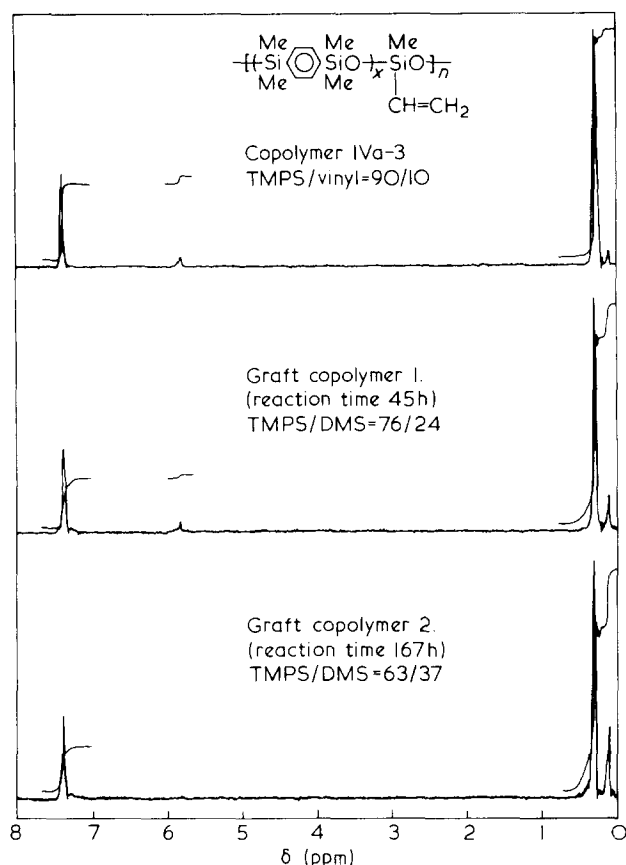 Me Me Me
-[(Si SiO)x SiO]n
Me Me CH=CH2
Copolymer IVa-3
TMPS/vinyl=90/10
Graft copolymer 1.
(reaction time 45h)
TMPS/DMS=76/24
Graft copolymer 2.
(reaction time 167h)
TMPS/DMS=63/37
8 7 6 5 4 3 2 1 0
δ (ppm)